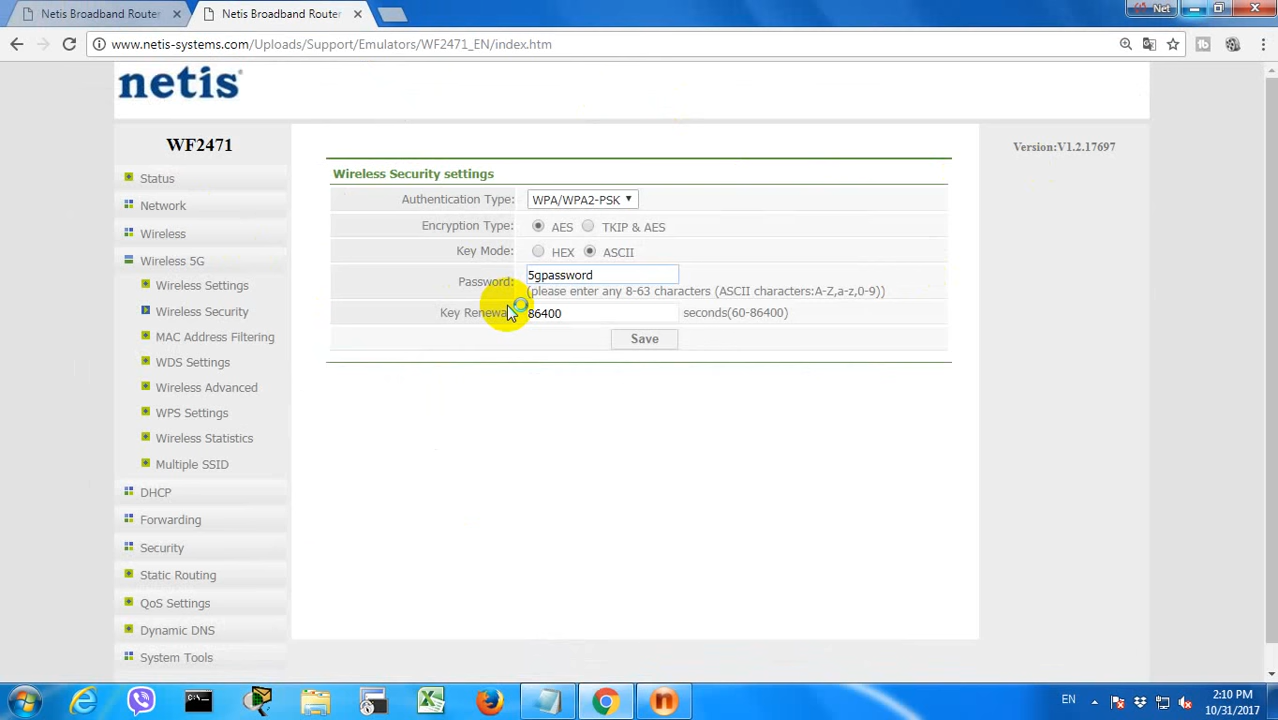 Netis Broadband Router
Netis Broadband Router
Net
www.netis-systems.com/Uploads/Support/Emulators/WF2471_EN/index.htm
netis
WF2471
Version:V1.2.17697
Status
Network
Wireless
Wireless 5G
Wireless Settings
Wireless Security
MAC Address Filtering
WDS Settings
Wireless Advanced
WPS Settings
Wireless Statistics
Multiple SSID
DHCP
Forwarding
Security
Static Routing
QoS Settings
Dynamic DNS
System Tools
Wireless Security settings
Authentication Type: WPA/WPA2-PSK
Encryption Type: AES TKIP & AES
Key Mode: HEX ASCII
Password: 5gpassword
(please enter any 8-63 characters (ASCII characters:A-Z,a-z,0-9))
Key Renewa 86400 seconds(60-86400)
Save
EN
2:10 PM
10/31/2017